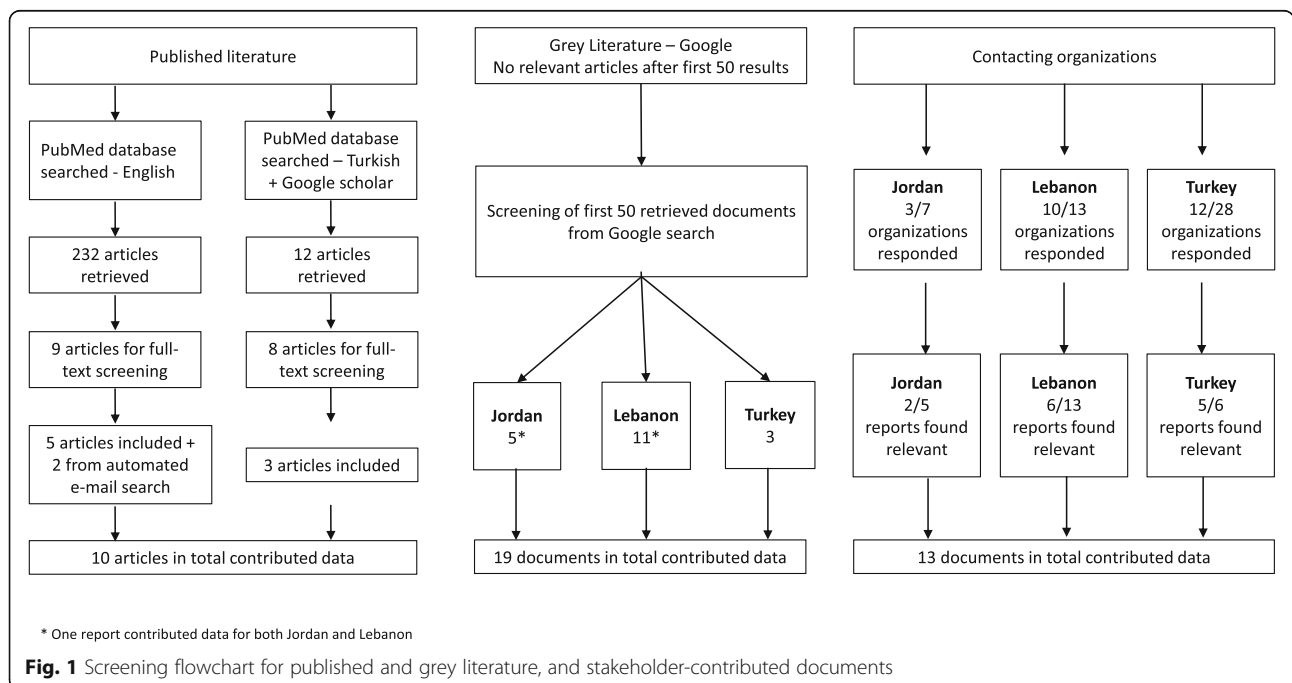 Published literature
PubMed database
searched - English
232 articles
retrieved
9 articles for full-
text screening
5 articles included +
2 from automated
e-mail search
PubMed database
searched – Turkish
+ Google scholar
12 articles
retrieved
8 articles for full-
text screening
3 articles included
10 articles in total contributed data
Grey Literature – Google
No relevant articles after first 50 results
Screening of first 50 retrieved documents
from Google search
Jordan
5*
Lebanon
11*
Turkey
3
19 documents in total contributed data
Contacting organizations
Jordan
3/7
organizations
responded
Lebanon
10/13
organizations
responded
Turkey
12/28
organizations
responded
Jordan
2/5
reports found
relevant
Lebanon
6/13
reports found
relevant
Turkey
5/6
reports found
relevant
13 documents in total contributed data
* One report contributed data for both Jordan and Lebanon
Fig. 1 Screening flowchart for published and grey literature, and stakeholder-contributed documents